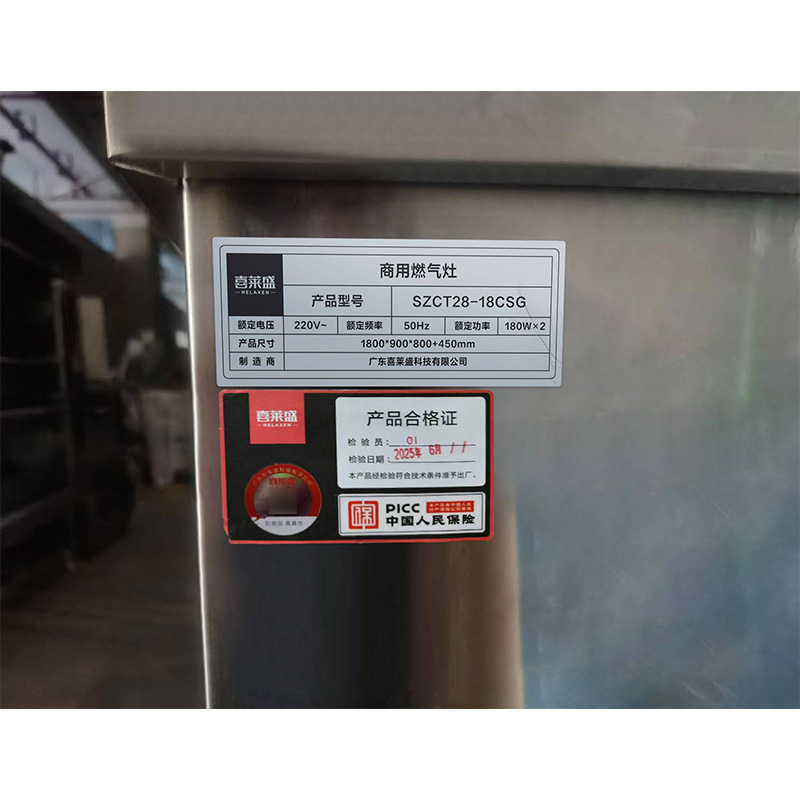 喜莱盛
HELAXEN
商用燃气灶
产品型号 SZCT28-18CSG
额定电压 220V~ 额定频率 50Hz 额定功率 180W×2
产品尺寸 1800*900*800+450mm
制造商 广东喜莱盛科技有限公司
喜莱盛
HELAXEN
产品合格证
检验员: 01
检验日期: 2025年 6月
本产品经检验符合技术条件准予出厂。
喜莱盛
PICC
中国人民保险